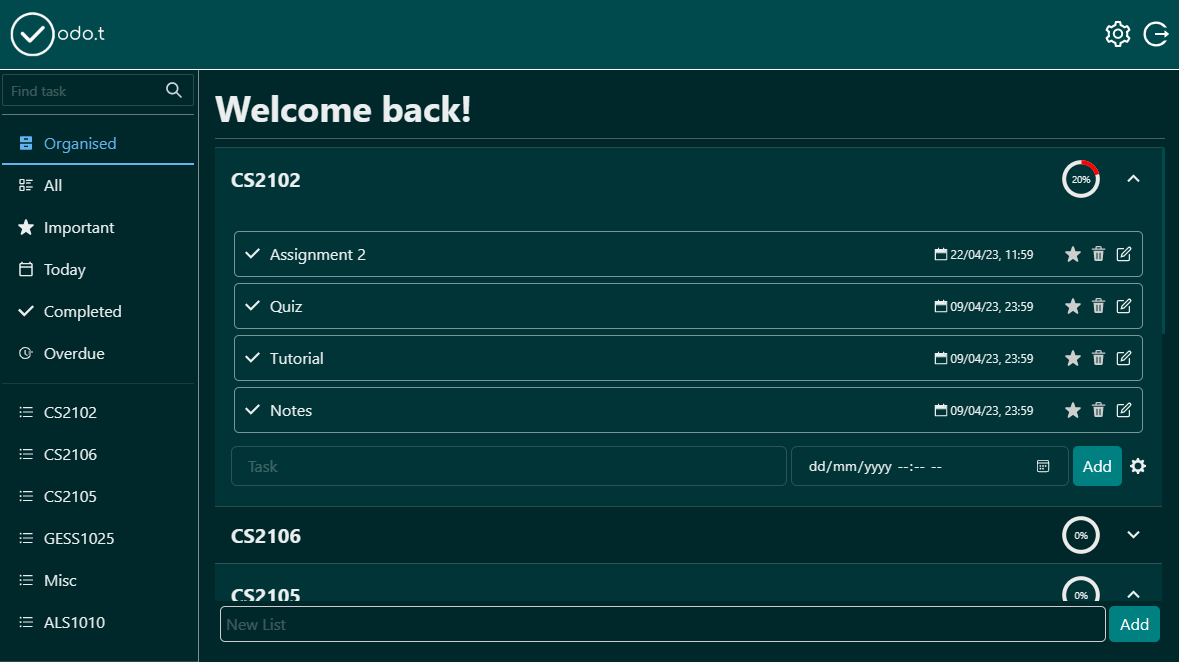 odo.t
Find task
Organised
All
Important
Today
Completed
Overdue
CS2102
CS2106
CS2105
GESS1025
Misc
ALS1010
Welcome back!
CS2102
20%
Assignment 2
22/04/23, 11:59
Quiz
09/04/23, 23:59
Tutorial
09/04/23, 23:59
Notes
09/04/23, 23:59
Task
dd/mm/yyyy --:-- --
Add
CS2106
0%
CS2105
0%
New List
Add